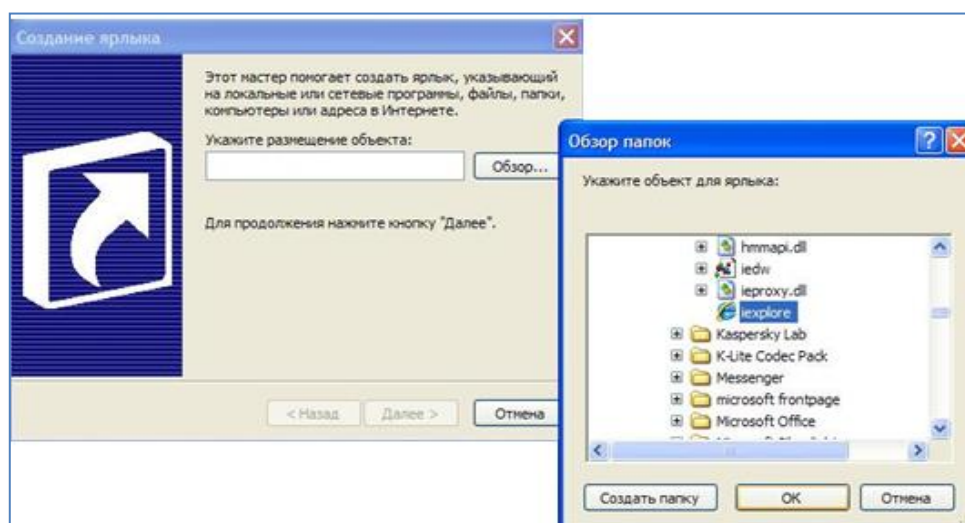 Создание ярлыка
Этот мастер помогает создать ярлык, указывающий
на локальные или сетевые программы, файлы, папки,
компьютеры или адреса в Интернете.
Укажите размещение объекта:
Обзор...
Для продолжения нажмите кнопку "Далее".
< Назад
Далее >
Отмена
Обзор папок
Укажите объект для ярлыка:
hmmapi.dll
iedw
ieproxy.dll
iexplore
Kaspersky Lab
K-Lite Codec Pack
Messenger
microsoft frontpage
Microsoft Office
Создать папку
OK
Отмена